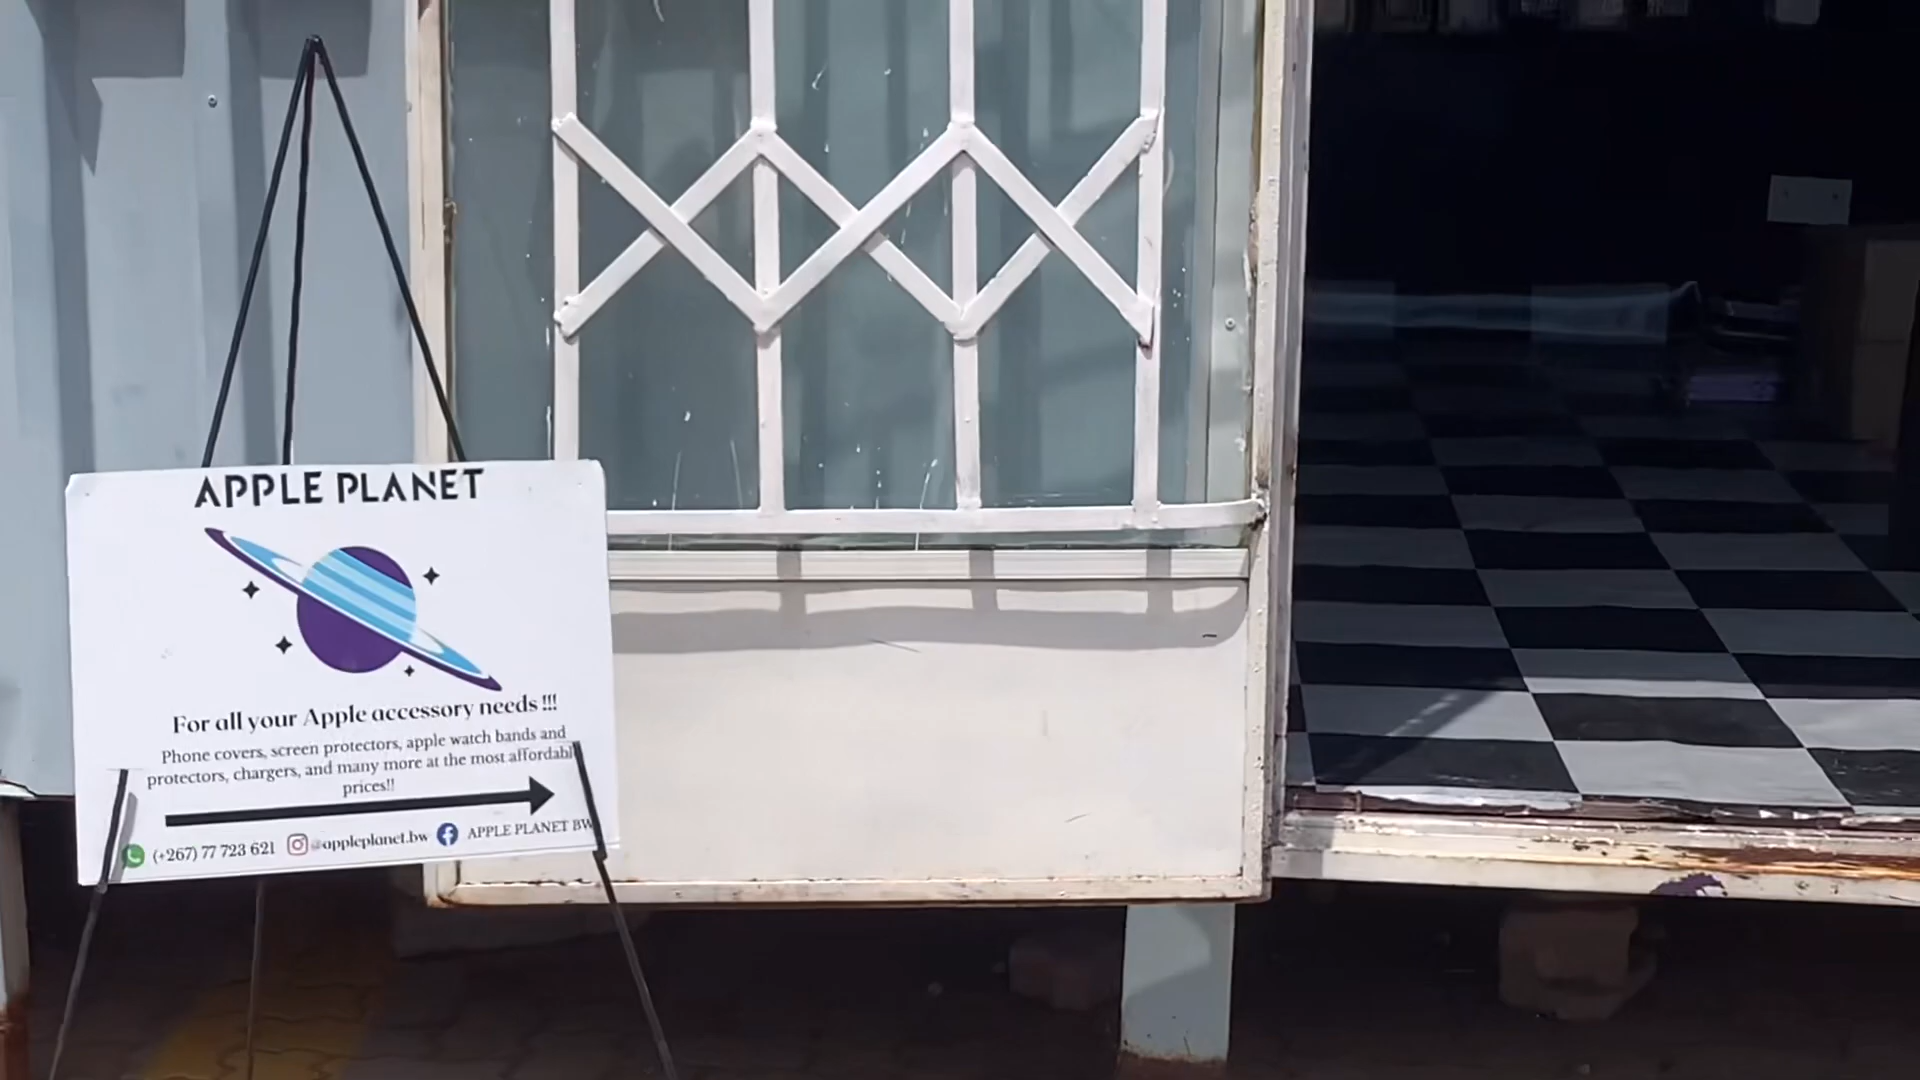 APPLE PLANET
For all your Apple accessory needs !!!
Phone covers, screen protectors, apple watch bands and
protectors, chargers, and many more at the most affordabl
prices!!
(+267) 77 723 621 @appleplanet.bw APPLE PLANET BW